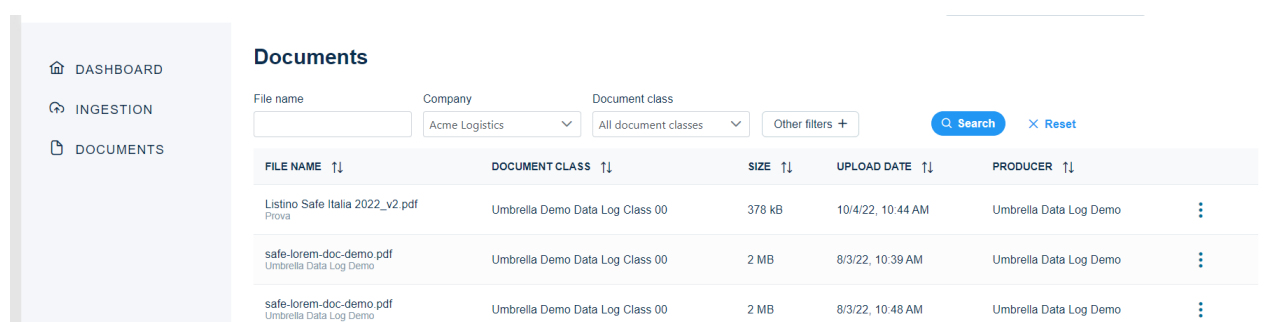 DASHBOARD
INGESTION
DOCUMENTS
Documents
File name Company Document class
Acme Logistics All document classes Other filters + Search Reset
FILE NAME DOCUMENT CLASS SIZE UPLOAD DATE PRODUCER
Listino Safe Italia 2022_v2.pdf
Prova
Umbrella Demo Data Log Class 00 378 kB 10/4/22, 10:44 AM Umbrella Data Log Demo
safe-lorem-doc-demo.pdf
Umbrella Data Log Demo
Umbrella Demo Data Log Class 00 2 MB 8/3/22, 10:39 AM Umbrella Data Log Demo
safe-lorem-doc-demo.pdf
Umbrella Data Log Demo
Umbrella Demo Data Log Class 00 2 MB 8/3/22, 10:48 AM Umbrella Data Log Demo